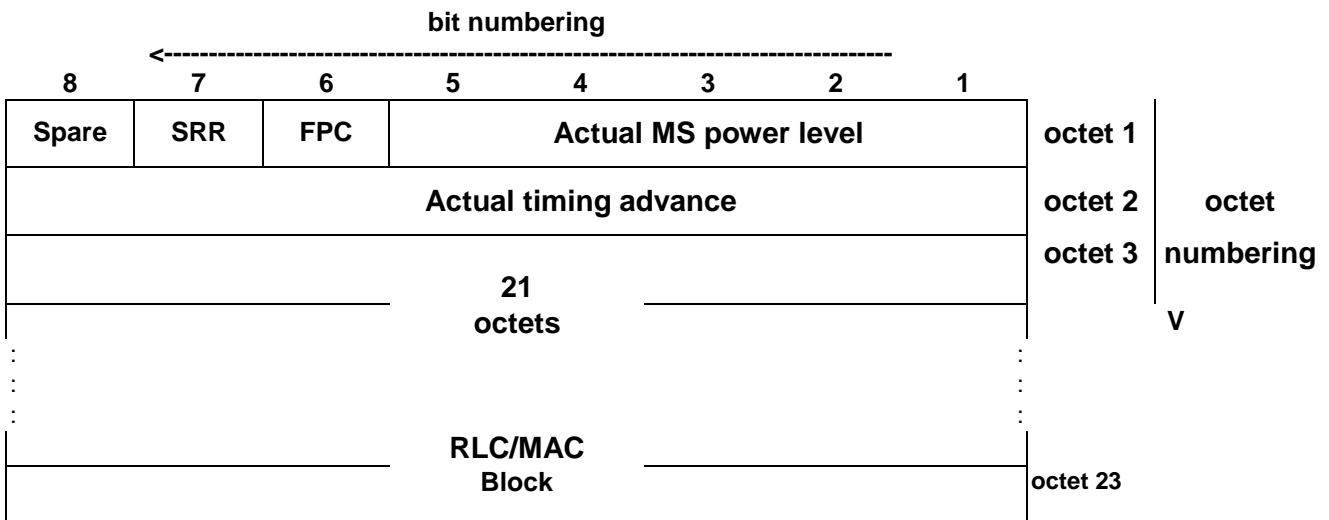 bit numbering
<--------------------------------------------------------------------------------
8 7 6 5 4 3 2 1
Spare SRR FPC Actual MS power level octet 1
Actual timing advance octet 2 octet
octet 3 numbering
21
octets V
: :
: :
: :
RLC/MAC
Block octet 23